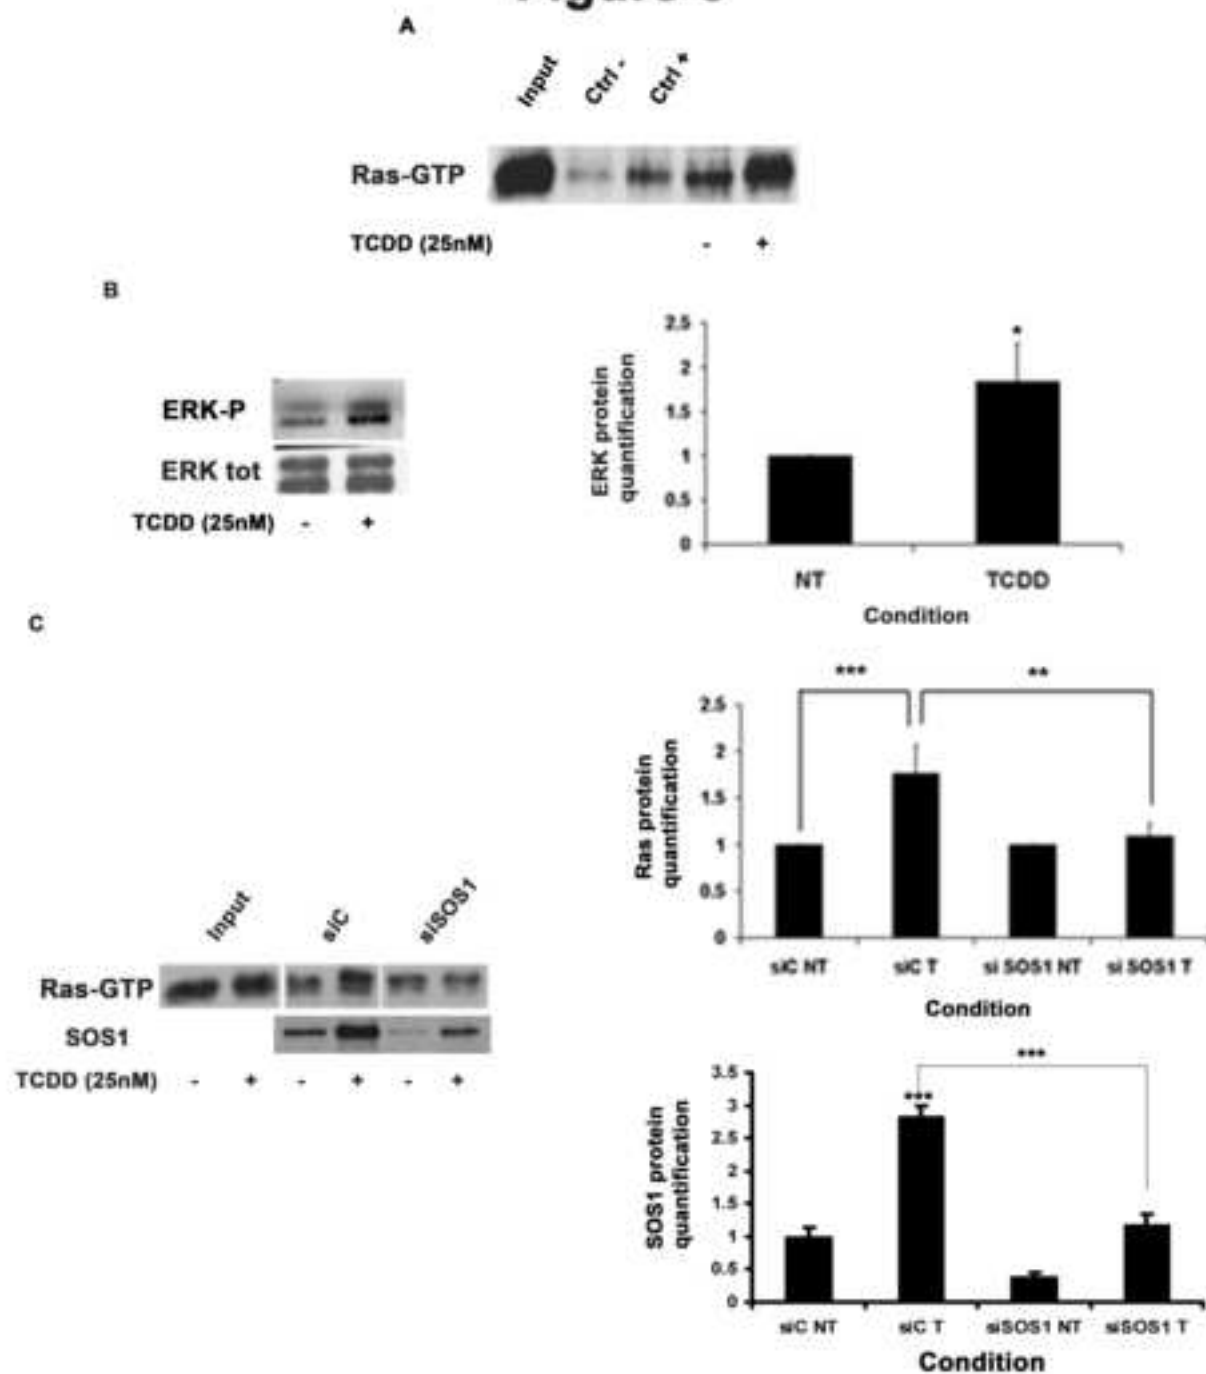 A
Input Ctrl - Ctrl +
Ras-GTP
TCDD (25nM) - +
B
ERK-P
ERK tot
TCDD (25nM) - +
ERK protein
quantification
2.5
2
1.5
1
0.5
0
*
NT TCDD
Condition
C
Input siC siSOS1
Ras-GTP
SOS1
TCDD (25nM) - + - + - +
Ras protein
quantification
*** **
2.5
2
1.5
1
0.5
0
siC NT siC T si SOS1 NT si SOS1 T
Condition
SOS1 protein
quantification
***
***
3.5
3
2.5
2
1.5
1
0.5
0
siC NT siC T siSOS1 NT siSOS1 T
Condition